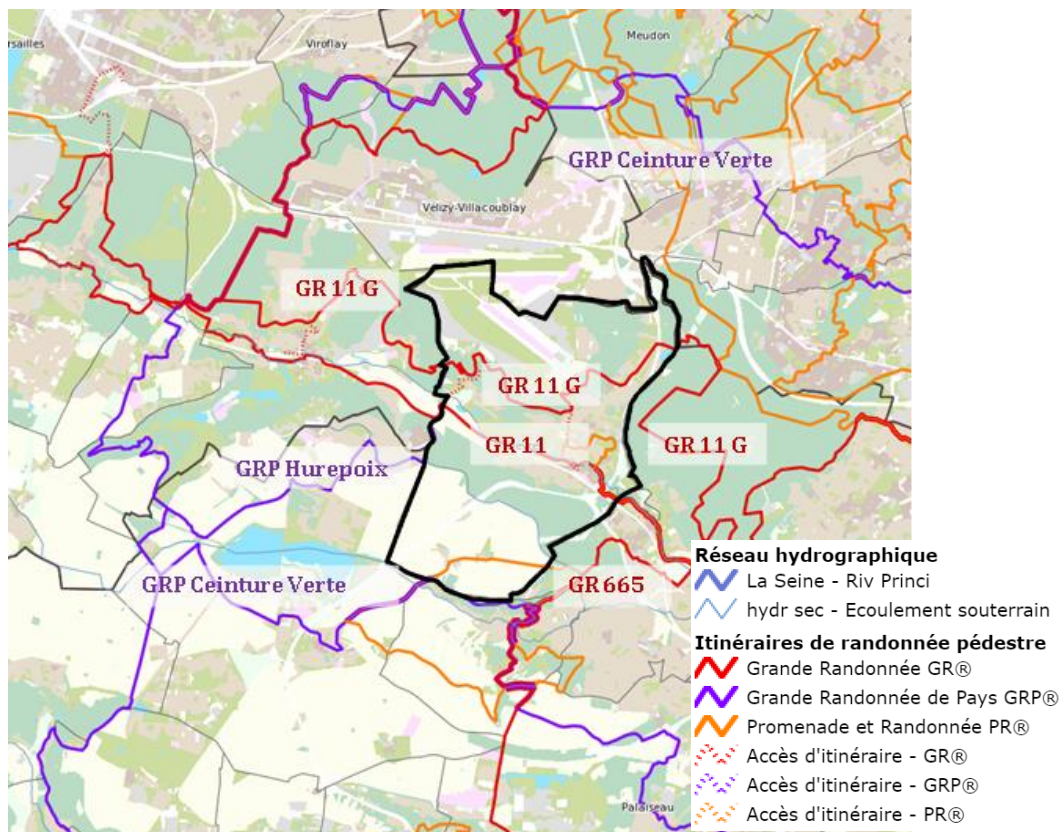 ersailles
Viroflay
Meudon
GRP Ceinture Verte
Vélizy-Villacoublay
GR 11 G
GR 11 G
GR 11
GR 11 G
GRP Hurepoix
GRP Ceinture Verte
GR 665
Palaiseau
Réseau hydrographique
La Seine - Riv Princi
hydr sec - Ecoulement souterrain
Itinéraires de randonnée pédestre
Grande Randonnée GR®
Grande Randonnée de Pays GRP®
Promenade et Randonnée PR®
Accès d'itinéraire - GR®
Accès d'itinéraire - GRP®
Accès d'itinéraire - PR®